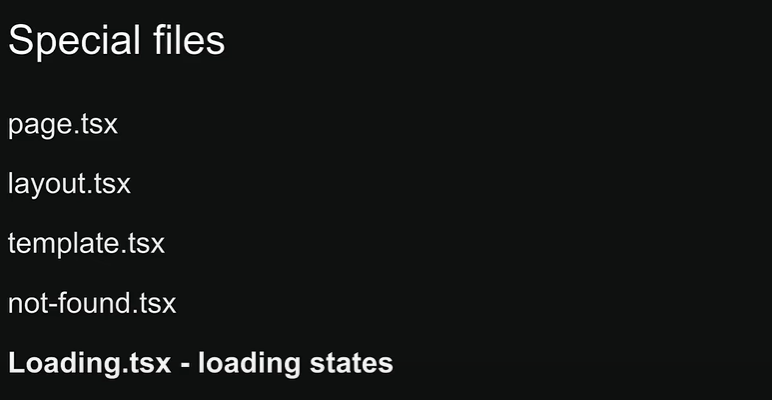 Special files
page.tsx
layout.tsx
template.tsx
not-found.tsx
Loading.tsx - loading states